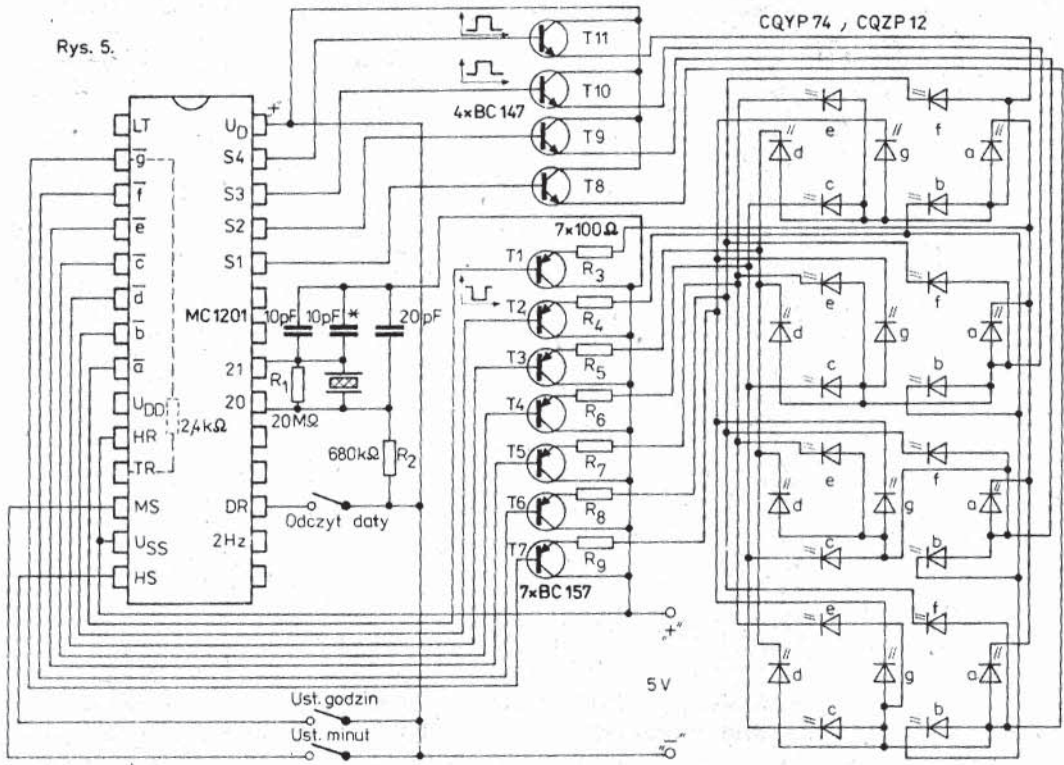 Rys. 5.
CQYP 74 , CQZP 12
T11
T10
4×BC 147
T9
T8
LT
g̅
f̅
e̅
c̅
d̅
b̅
a̅
U_DD
HR
TR
MS
U_SS
HS
U_D
"+"
S4
S3
S2
S1
MC 1201
21
20
DR
2Hz
2,4kΩ
10pF
10pF
*
20pF
R1
20MΩ
680kΩ
R2
Odczyt daty
7×100Ω
T1
R3
T2
R4
T3
R5
T4
R6
T5
R7
T6
R8
T7
R9
7×BC 157
"+"
5 V
Ust. godzin
Ust. minut
"−"
e
f
d
g
a
c
b
e
f
d
g
a
c
b
e
f
d
g
a
c
b
e
f
d
g
a
c
b